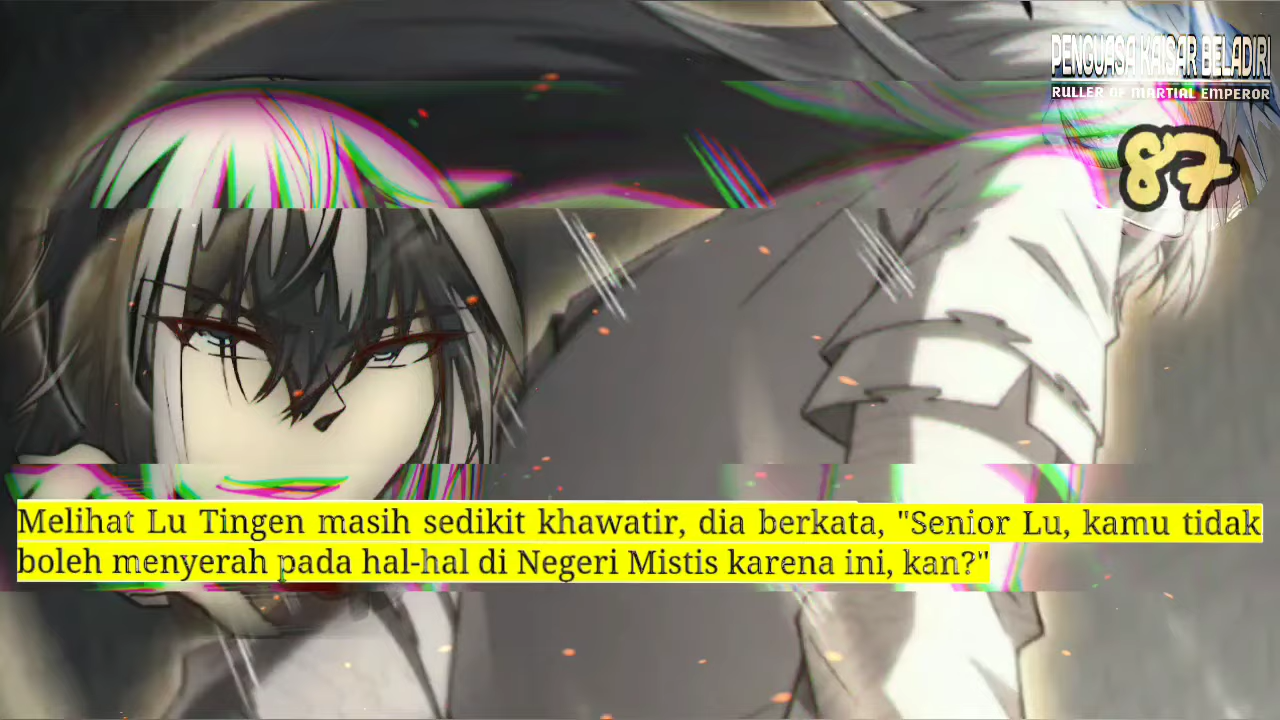 PENGUASA KAISAR BELADIRI
RULLER OF MARTIAL EMPEROR
87
Melihat Lu Tingen masih sedikit khawatir, dia berkata, "Senior Lu, kamu tidak
boleh menyerah pada hal-hal di Negeri Mistis karena ini, kan?"